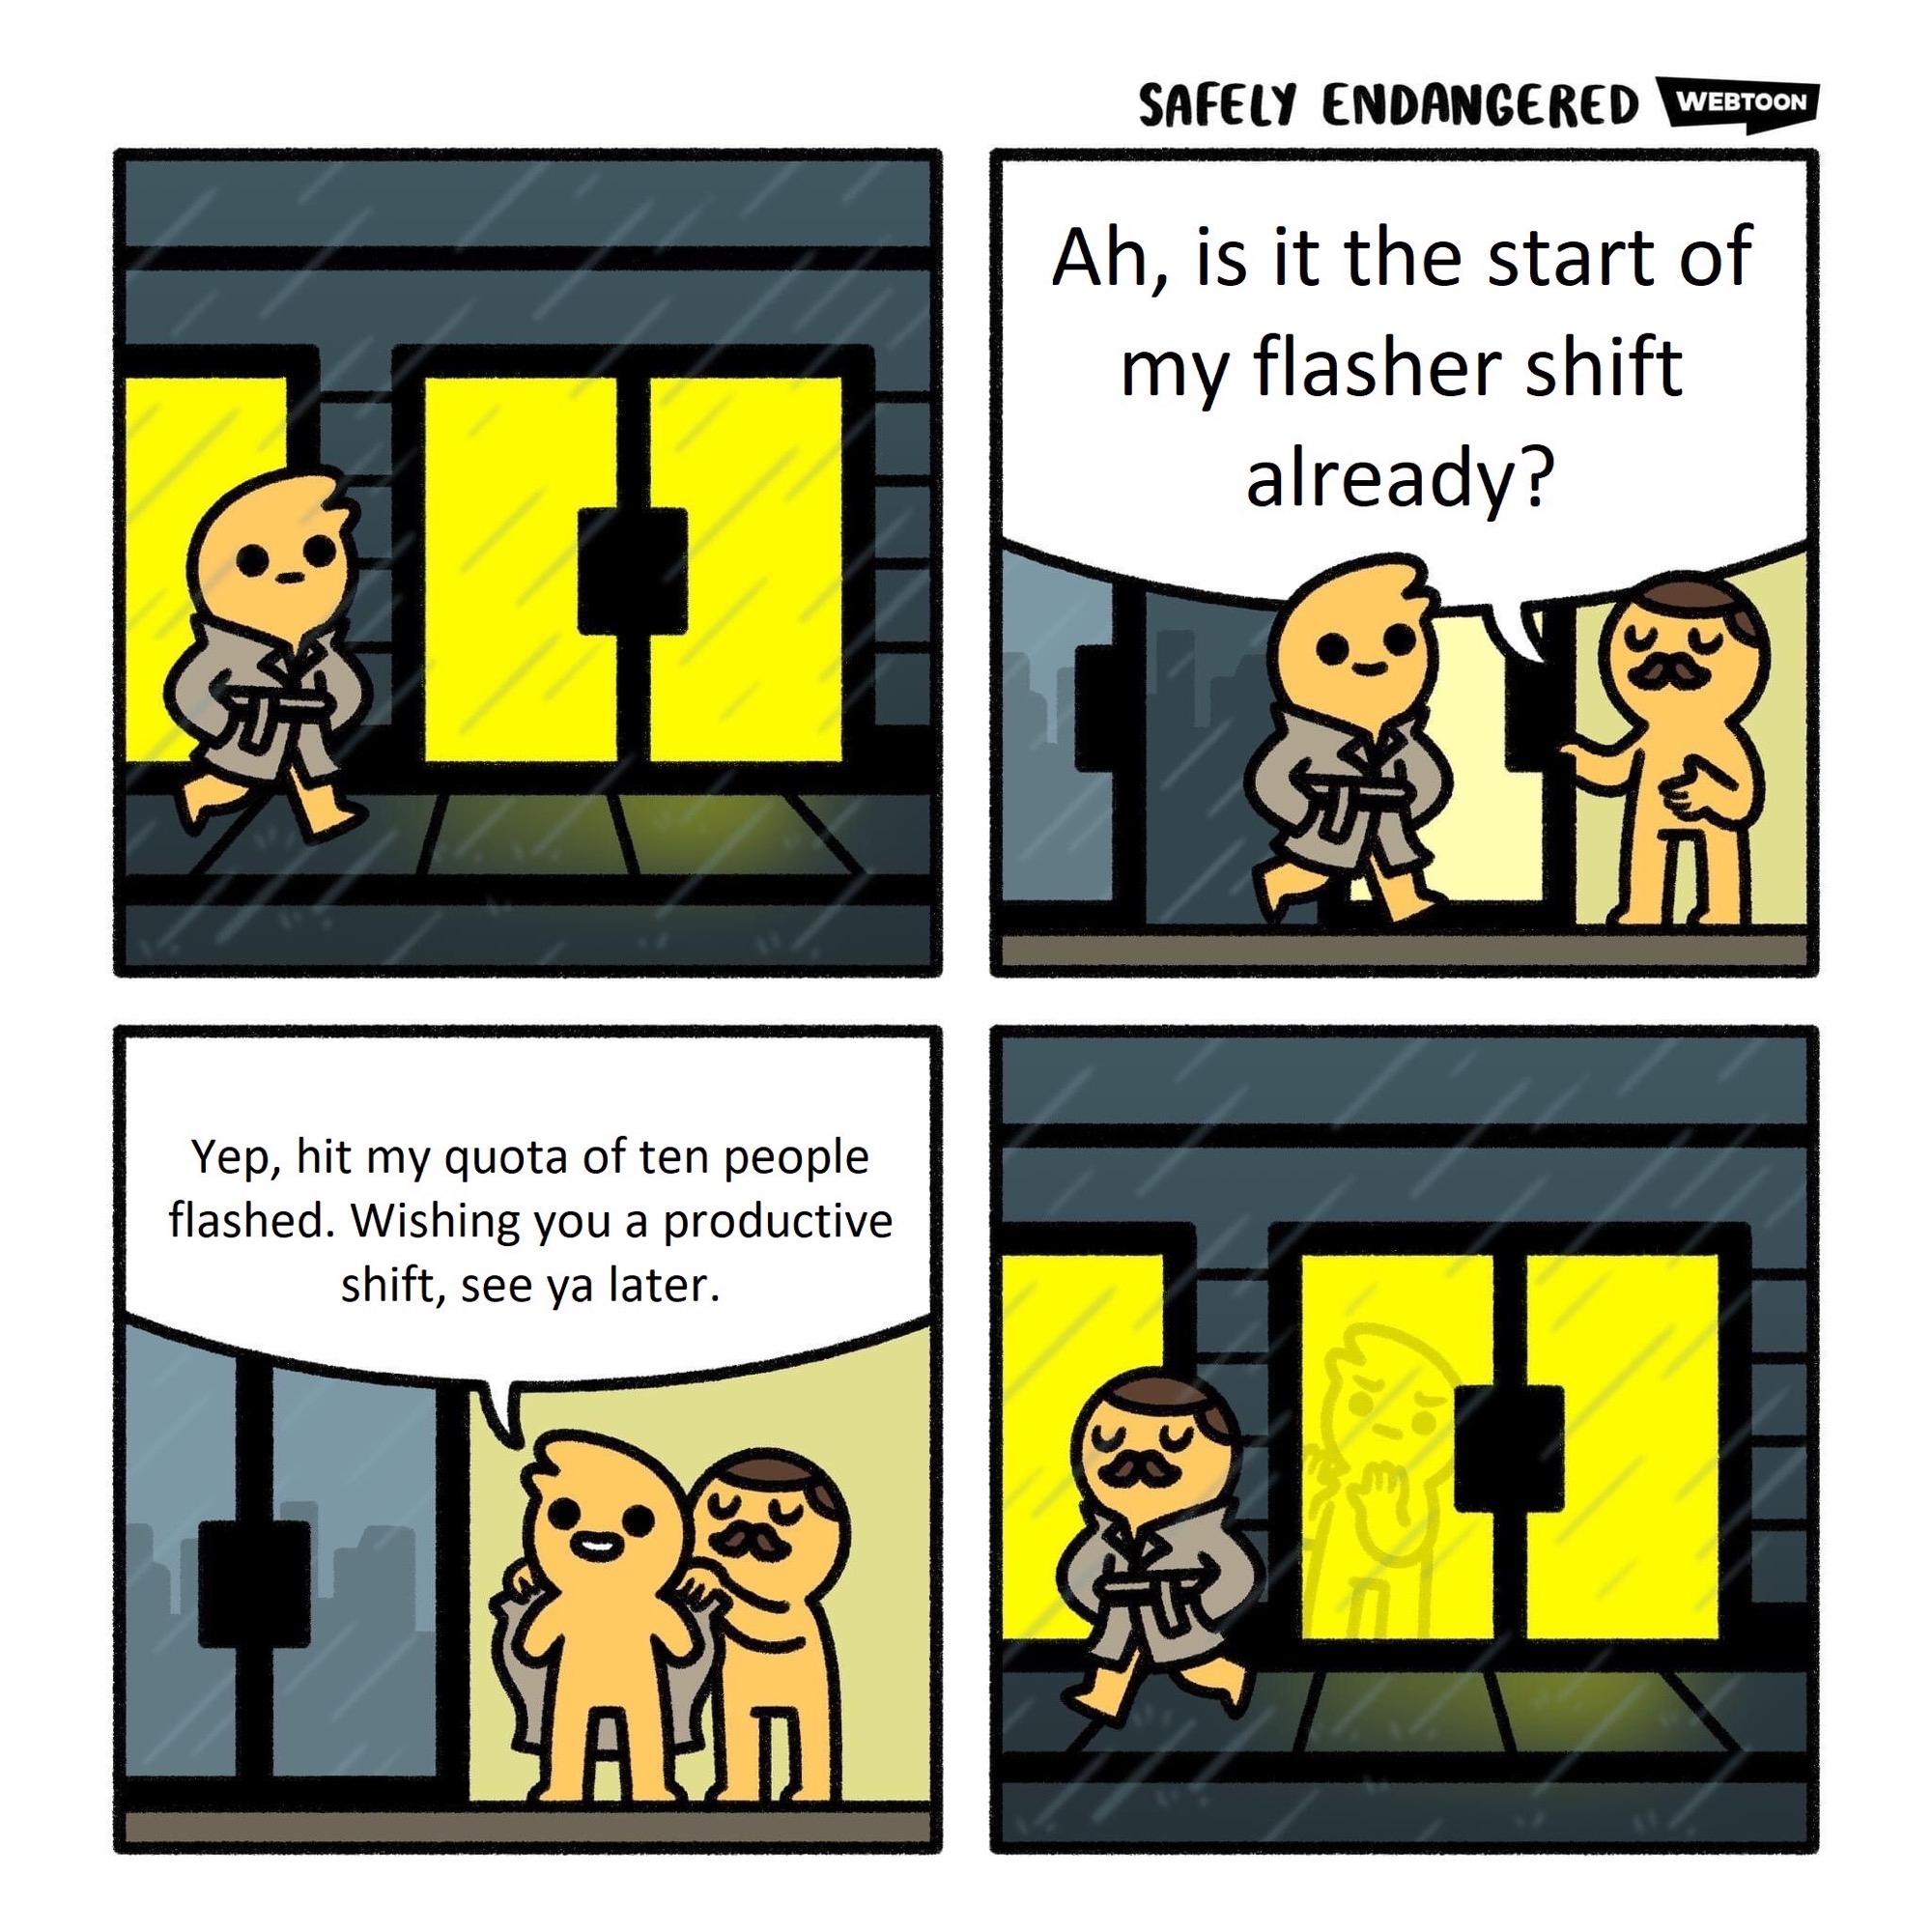 SAFELY ENDANGERED WEBTOON
Ah, is it the start of
my flasher shift
already?
Yep, hit my quota of ten people
flashed. Wishing you a productive
shift, see ya later.